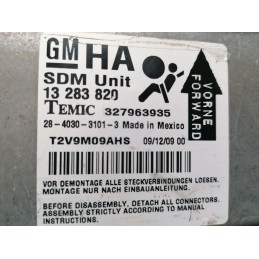 GM HA
SDM Unit
13 283 820
TEMIC 327963935
28-4030-3101-3 Made in Mexico
T2V9M09AHS 09/12/09 00
VORNE
FORWARD
VOR DEMONTAGE ALLE STECKVERBINDUNGEN LOESEN.
MONTAGE NUR NACH EINBAUANLEITUNG.
BEFORE DISASSEMBLY, DETACH ALL CONNECTORS.
ASSEMBLY STRICTLY ACCORDING TO MANUAL
INSTRUCTIONS.